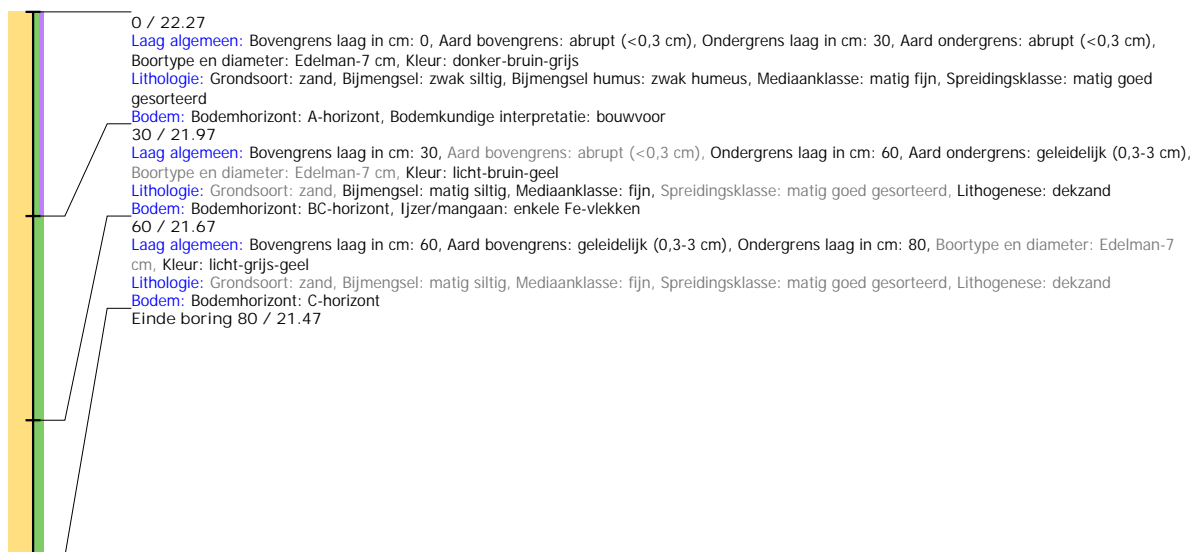 0 / 22.27
Laag algemeen: Bovengrens laag in cm: 0, Aard bovengrens: abrupt (<0,3 cm), Ondergrens laag in cm: 30, Aard ondergrens: abrupt (<0,3 cm),
Boortype en diameter: Edelman-7 cm, Kleur: donker-bruin-grijs
Lithologie: Grondsoort: zand, Bijmengsel: zwak siltig, Bijmengsel humus: zwak humeus, Mediaanklasse: matig fijn, Spreidingsklasse: matig goed
gesorteerd
Bodem: Bodemhorizont: A-horizont, Bodemkundige interpretatie: bouwvoor
30 / 21.97
Laag algemeen: Bovengrens laag in cm: 30, Aard bovengrens: abrupt (<0,3 cm), Ondergrens laag in cm: 60, Aard ondergrens: geleidelijk (0,3-3 cm),
Boortype en diameter: Edelman-7 cm, Kleur: licht-bruin-geel
Lithologie: Grondsoort: zand, Bijmengsel: matig siltig, Mediaanklasse: fijn, Spreidingsklasse: matig goed gesorteerd, Lithogenese: dekzand
Bodem: Bodemhorizont: BC-horizont, Ijzer/mangaan: enkele Fe-vlekken
60 / 21.67
Laag algemeen: Bovengrens laag in cm: 60, Aard bovengrens: geleidelijk (0,3-3 cm), Ondergrens laag in cm: 80, Boortype en diameter: Edelman-7
cm, Kleur: licht-grijs-geel
Lithologie: Grondsoort: zand, Bijmengsel: matig siltig, Mediaanklasse: fijn, Spreidingsklasse: matig goed gesorteerd, Lithogenese: dekzand
Bodem: Bodemhorizont: C-horizont
Einde boring 80 / 21.47